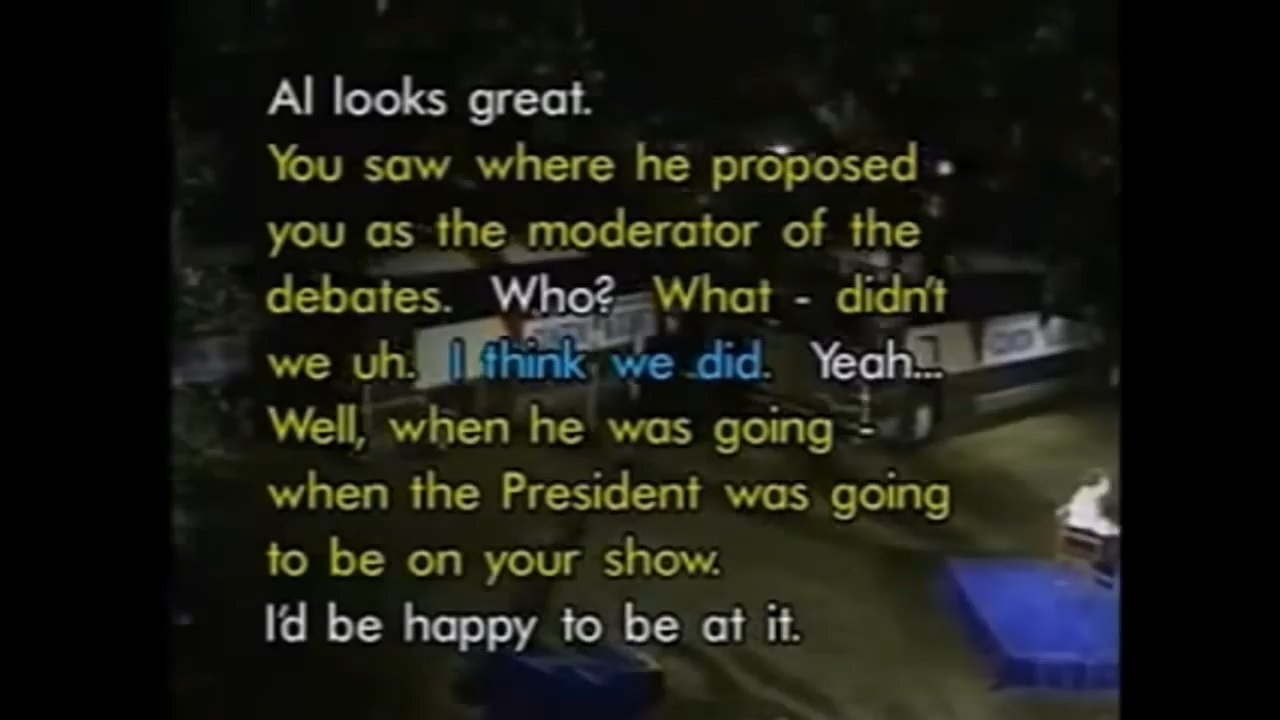 Al looks great.
You saw where he proposed
you as the moderator of the
debates. Who? What - didn't
we uh. I think we did. Yeah...
Well, when he was going -
when the President was going
to be on your show.
I'd be happy to be at it.